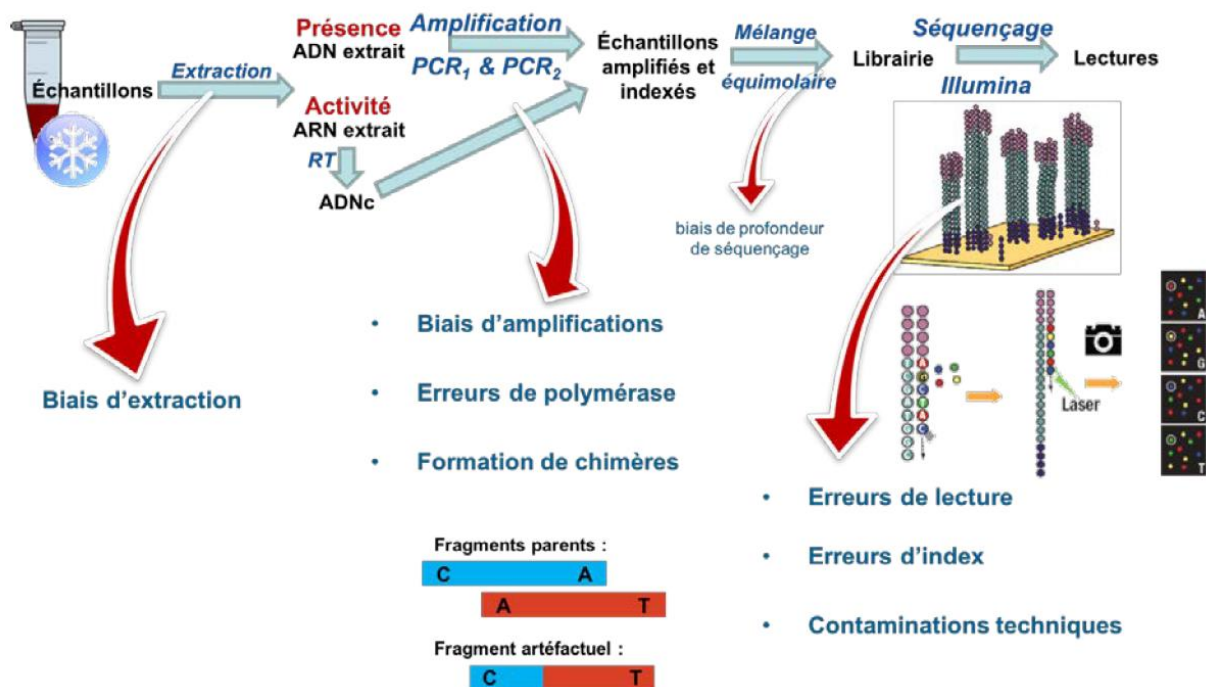 Échantillons
Extraction
Présence
ADN extrait
Activité
ARN extrait
RT
ADNc
Amplification
PCR1 & PCR2
Échantillons
amplifiés et
indexés
Mélange
équimolaire
Librairie
Séquençage
Illumina
Lectures
Biais d'extraction
• Biais d'amplifications
• Erreurs de polymérase
• Formation de chimères
Fragments parents :
C A
A T
Fragment artéfactuel :
C T
biais de profondeur
de séquençage
Laser
A
G
C
T
• Erreurs de lecture
• Erreurs d'index
• Contaminations techniques